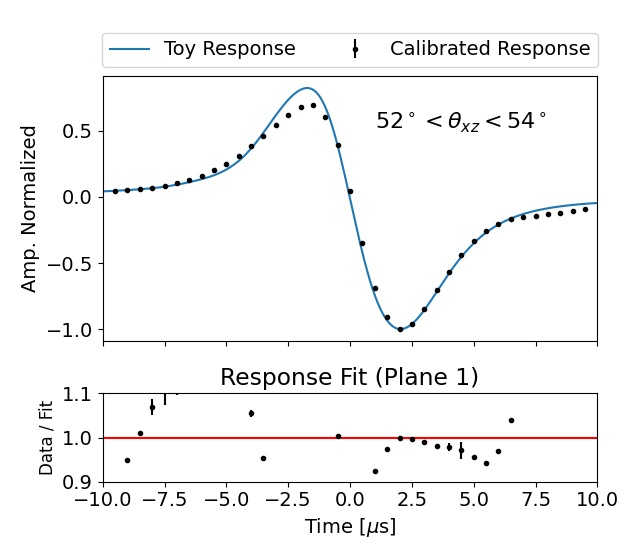 Toy Response Calibrated Response
52° < θxz < 54°
Amp. Normalized
0.5
0.0
−0.5
−1.0
Response Fit (Plane 1)
Data / Fit
1.1
1.0
0.9
−10.0 −7.5 −5.0 −2.5 0.0 2.5 5.0 7.5 10.0
Time [μs]